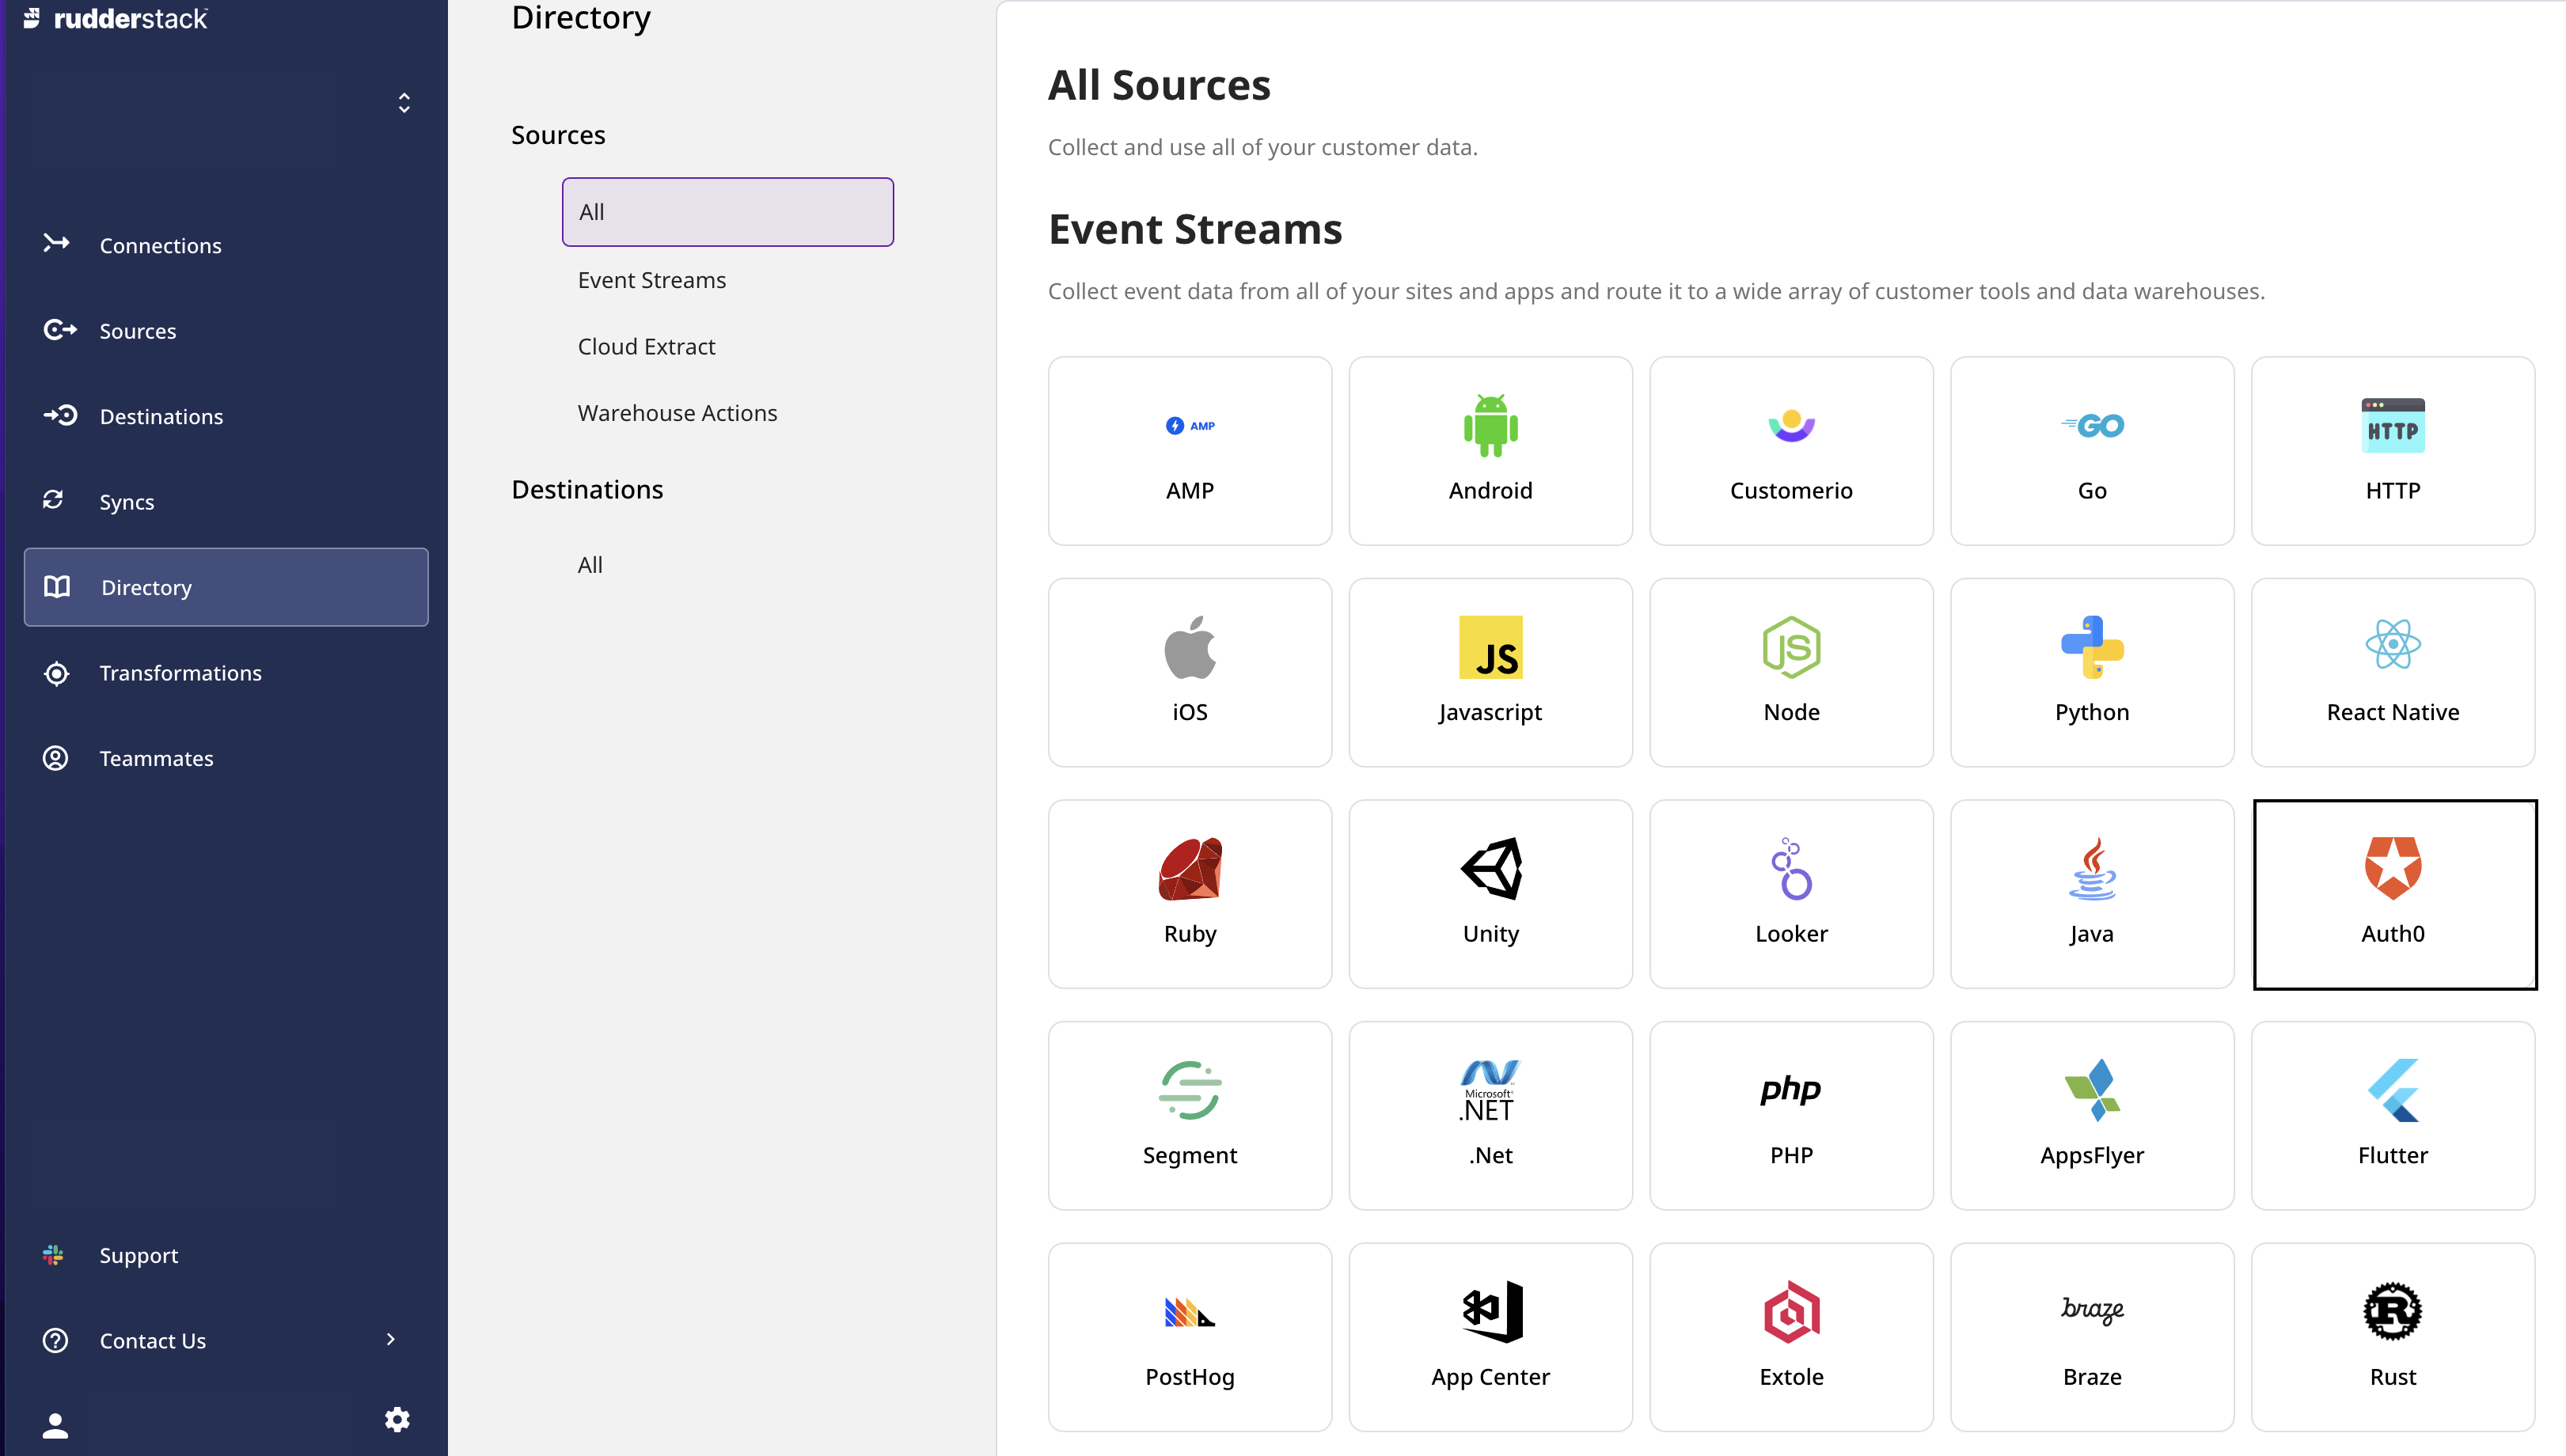 rudderstack
Connections
Sources
Destinations
Syncs
Directory
Transformations
Teammates
Support
Contact Us
Directory
Sources
All
Event Streams
Cloud Extract
Warehouse Actions
Destinations
All
All Sources
Collect and use all of your customer data.
Event Streams
Collect event data from all of your sites and apps and route it to a wide array of customer tools and data warehouses.
AMP
GO
HTTP
AMP
Android
Customerio
Go
HTTP
JS
JS
iOS
Javascript
Node
Python
React Native
Ruby
Unity
Looker
Java
Auth0
Microsoft
.NET
php
Segment
.Net
PHP
AppsFlyer
Flutter
braze
R
PostHog
App Center
Extole
Braze
Rust